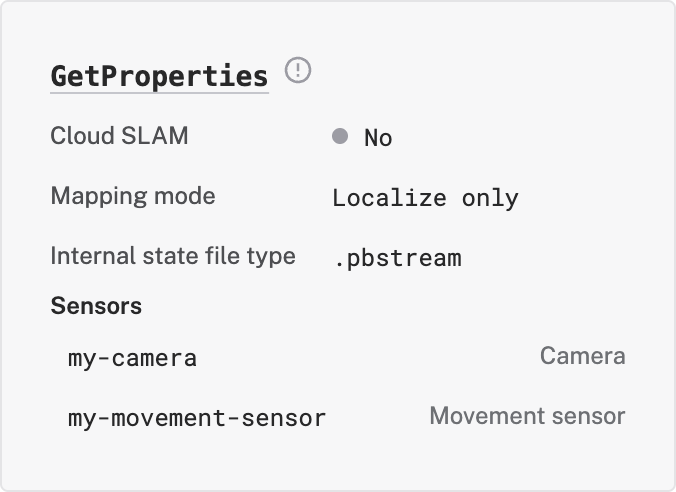 GetProperties
Cloud SLAM No
Mapping mode Localize only
Internal state file type .pbstream
Sensors
my-camera Camera
my-movement-sensor Movement sensor